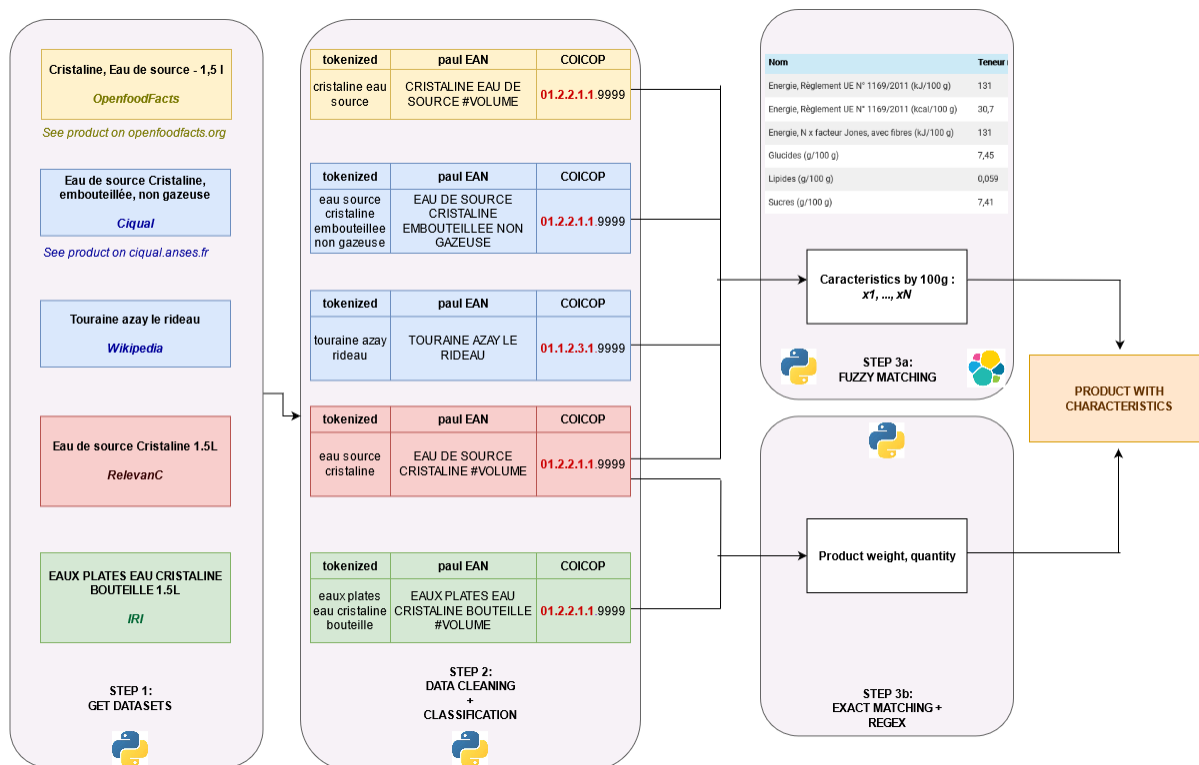 Cristaline, Eau de source - 1,5 l
OpenfoodFacts
See product on openfoodfacts.org
Eau de source Cristaline,
embouteillée, non gazeuse
Ciqual
See product on ciqual.anses.fr
Touraine azay le rideau
Wikipedia
Eau de source Cristaline 1.5L
RelevanC
EAUX PLATES EAU CRISTALINE
BOUTEILLE 1.5L
IRI
STEP 1:
GET DATASETS
tokenized paul EAN COICOP
cristaline eau
source
CRISTALINE EAU DE
SOURCE #VOLUME
01.2.2.1.1.9999
tokenized paul EAN COICOP
eau source
cristaline
embouteillee
non gazeuse
EAU DE SOURCE
CRISTALINE
EMBOUTEILLEE NON
GAZEUSE
01.2.2.1.1.9999
tokenized paul EAN COICOP
touraine azay
rideau
TOURAINE AZAY LE
RIDEAU
01.1.2.3.1.9999
tokenized paul EAN COICOP
eau source
cristaline
EAU DE SOURCE
CRISTALINE #VOLUME
01.2.2.1.1.9999
tokenized paul EAN COICOP
eaux plates
eau cristaline
bouteille
EAUX PLATES EAU
CRISTALINE BOUTEILLE
#VOLUME
01.2.2.1.1.9999
STEP 2:
DATA CLEANING
+
CLASSIFICATION
Nom Teneur
Energie, Règlement UE N° 1169/2011 (kJ/100 g) 131
Energie, Règlement UE N° 1169/2011 (kcal/100 g) 30,7
Energie, N x facteur Jones, avec fibres (kJ/100 g) 131
Glucides (g/100 g) 7,45
Lipides (g/100 g) 0,059
Sucres (g/100 g) 7,41
Caracteristics by 100g :
x1, ..., xN
STEP 3a:
FUZZY MATCHING
Product weight, quantity
STEP 3b:
EXACT MATCHING +
REGEX
PRODUCT WITH
CHARACTERISTICS